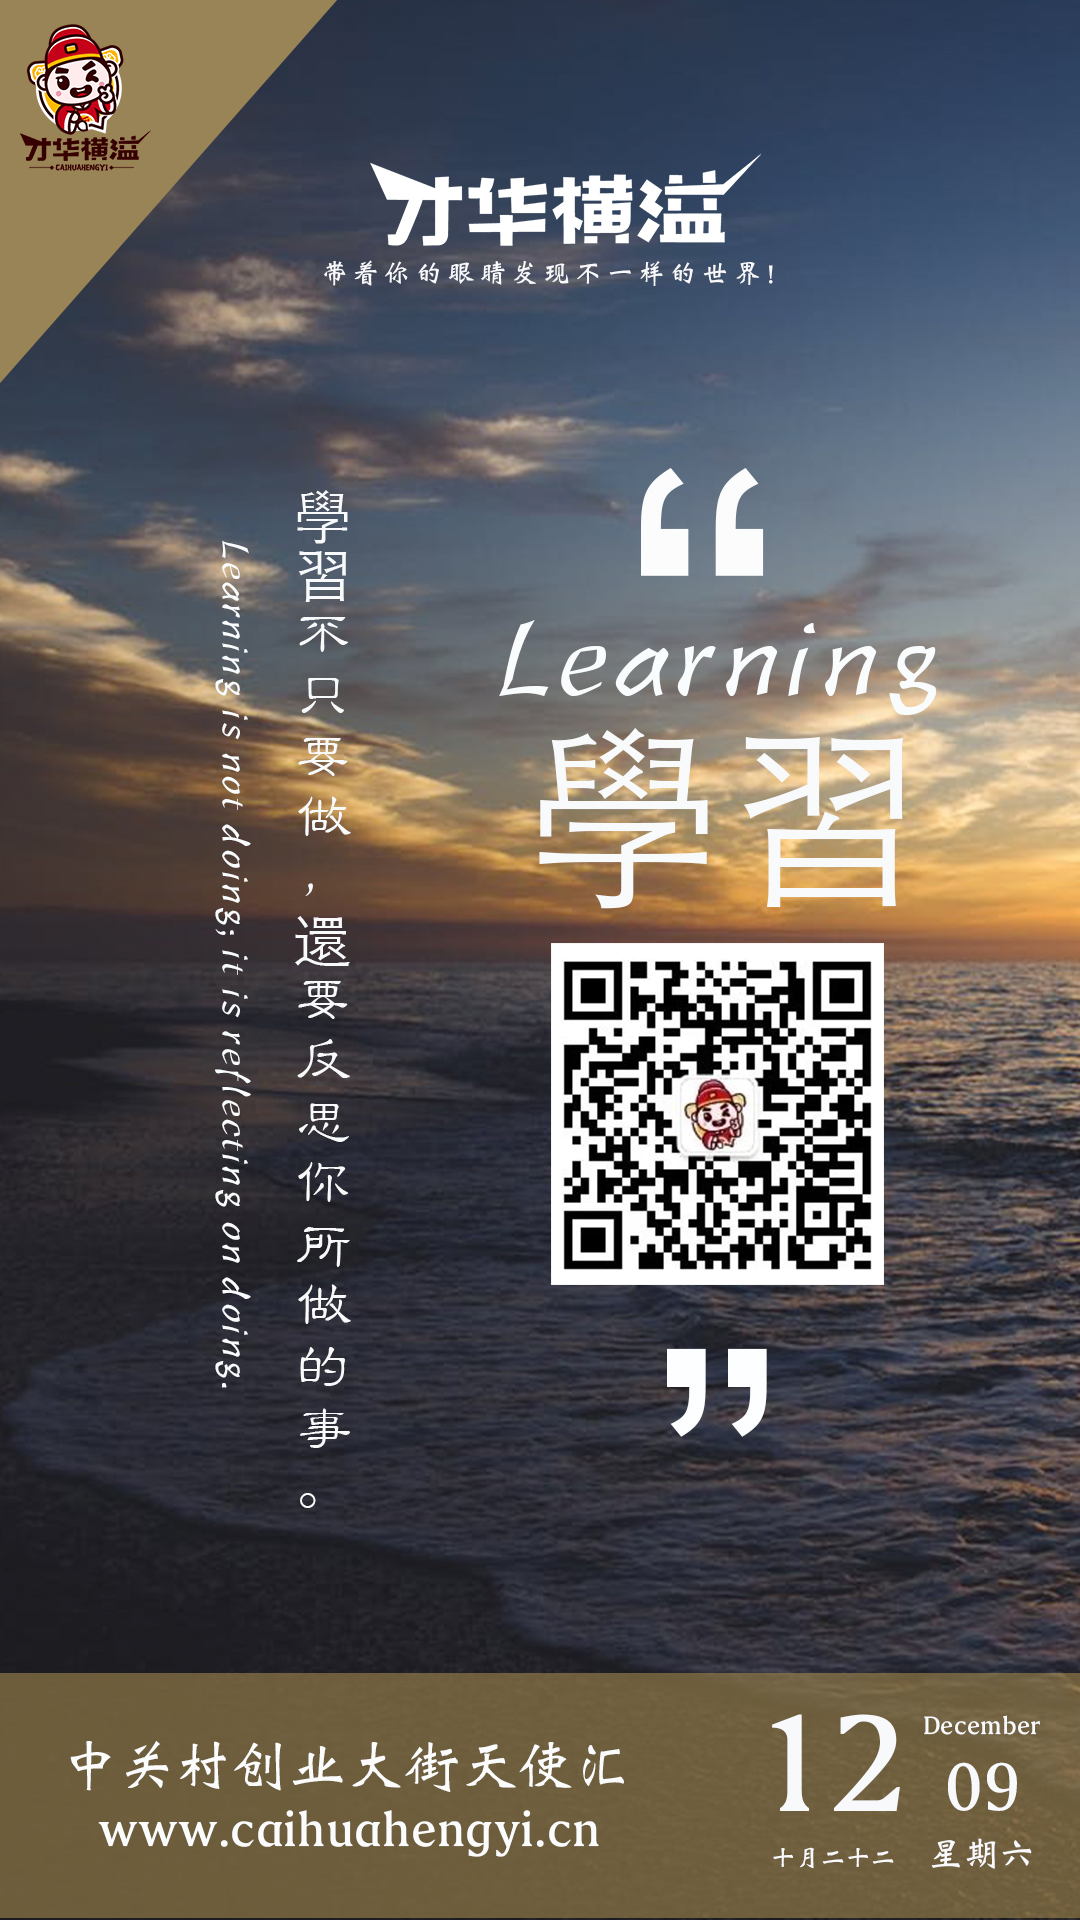 才华横溢
CAIHUAHENGYI
才华横溢
带着你的眼睛发现不一样的世界!
“
Learning
學習
”
學習不只要做，還要反思你所做的事。
Learning is not doing; it is reflecting on doing.
中关村创业大街天使汇
www.caihuahengyi.cn
12
December
09
十月二十二
星期六